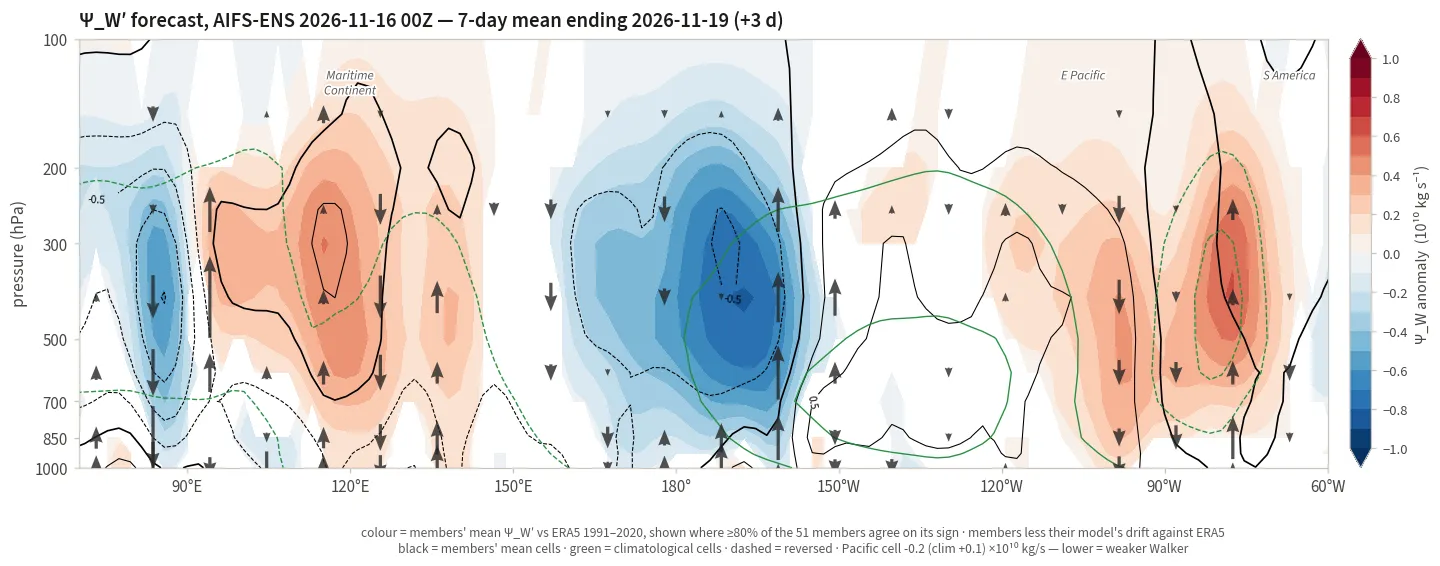 Ψ_W′ forecast, AIFS-ENS 2026-11-16 00Z — 7-day mean ending 2026-11-19 (+3 d)
100
200
300
400
500
700
850
1000
pressure (hPa)
Maritime
Continent
E Pacific
S America
-0.5
-0.5
0.5
90°E
120°E
150°E
180°
150°W
120°W
90°W
60°W
1.0
0.8
0.6
0.4
0.2
0.0
−0.2
−0.4
−0.6
−0.8
−1.0
Ψ_W anomaly (10¹⁰ kg s⁻¹)
colour = members' mean Ψ_W′ vs ERA5 1991–2020, shown where ≥80% of the 51 members agree on its sign · members less their model's drift against ERA5
black = members' mean cells · green = climatological cells · dashed = reversed · Pacific cell -0.2 (clim +0.1) ×10¹⁰ kg/s — lower = weaker Walker